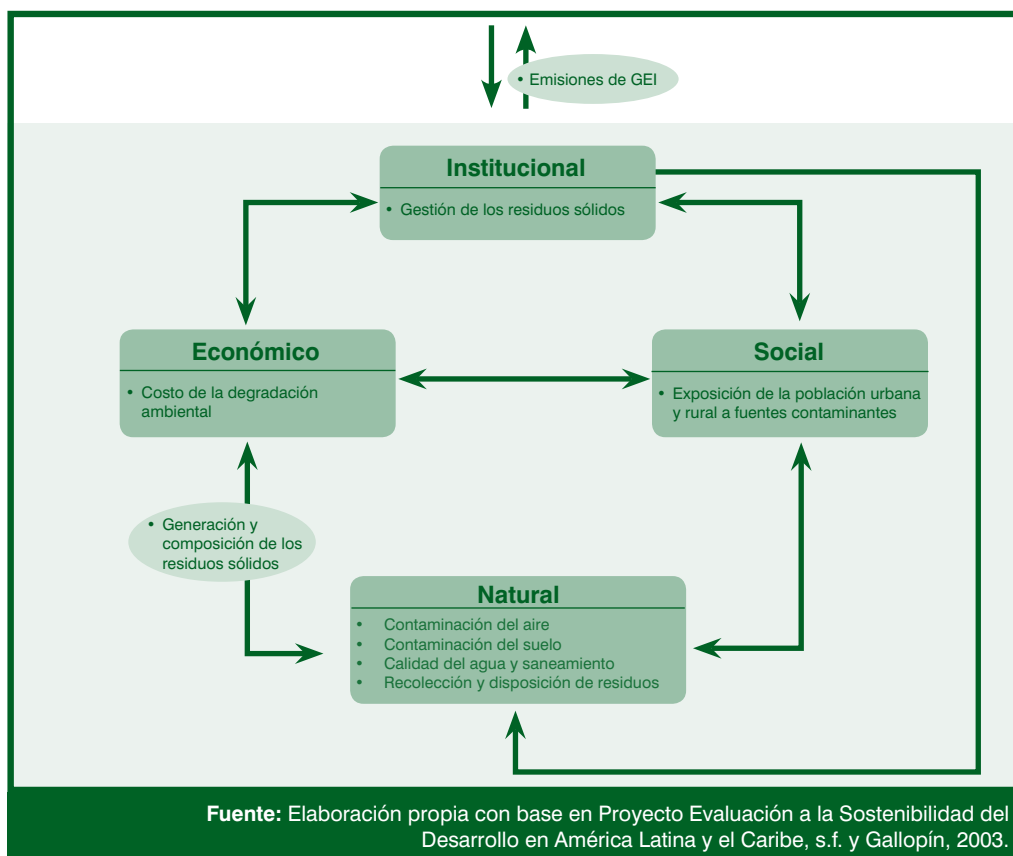 • Emisiones de GEI
Institucional
• Gestión de los residuos sólidos
Económico
• Costo de la degradación
ambiental
Social
• Exposición de la población urbana
y rural a fuentes contaminantes
• Generación y
composición de los
residuos sólidos
Natural
• Contaminación del aire
• Contaminación del suelo
• Calidad del agua y saneamiento
• Recolección y disposición de residuos
Fuente: Elaboración propia con base en Proyecto Evaluación a la Sostenibilidad del
Desarrollo en América Latina y el Caribe, s.f. y Gallopín, 2003.